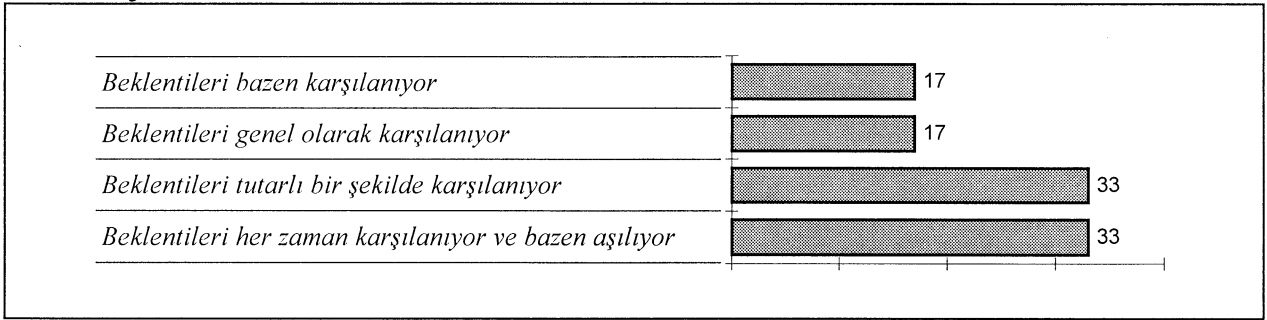 Beklentileri bazen karşılanıyor 17
Beklentileri genel olarak karşılanıyor 17
Beklentileri tutarlı bir şekilde karşılanıyor 33
Beklentileri her zaman karşılanıyor ve bazen aşılıyor 33